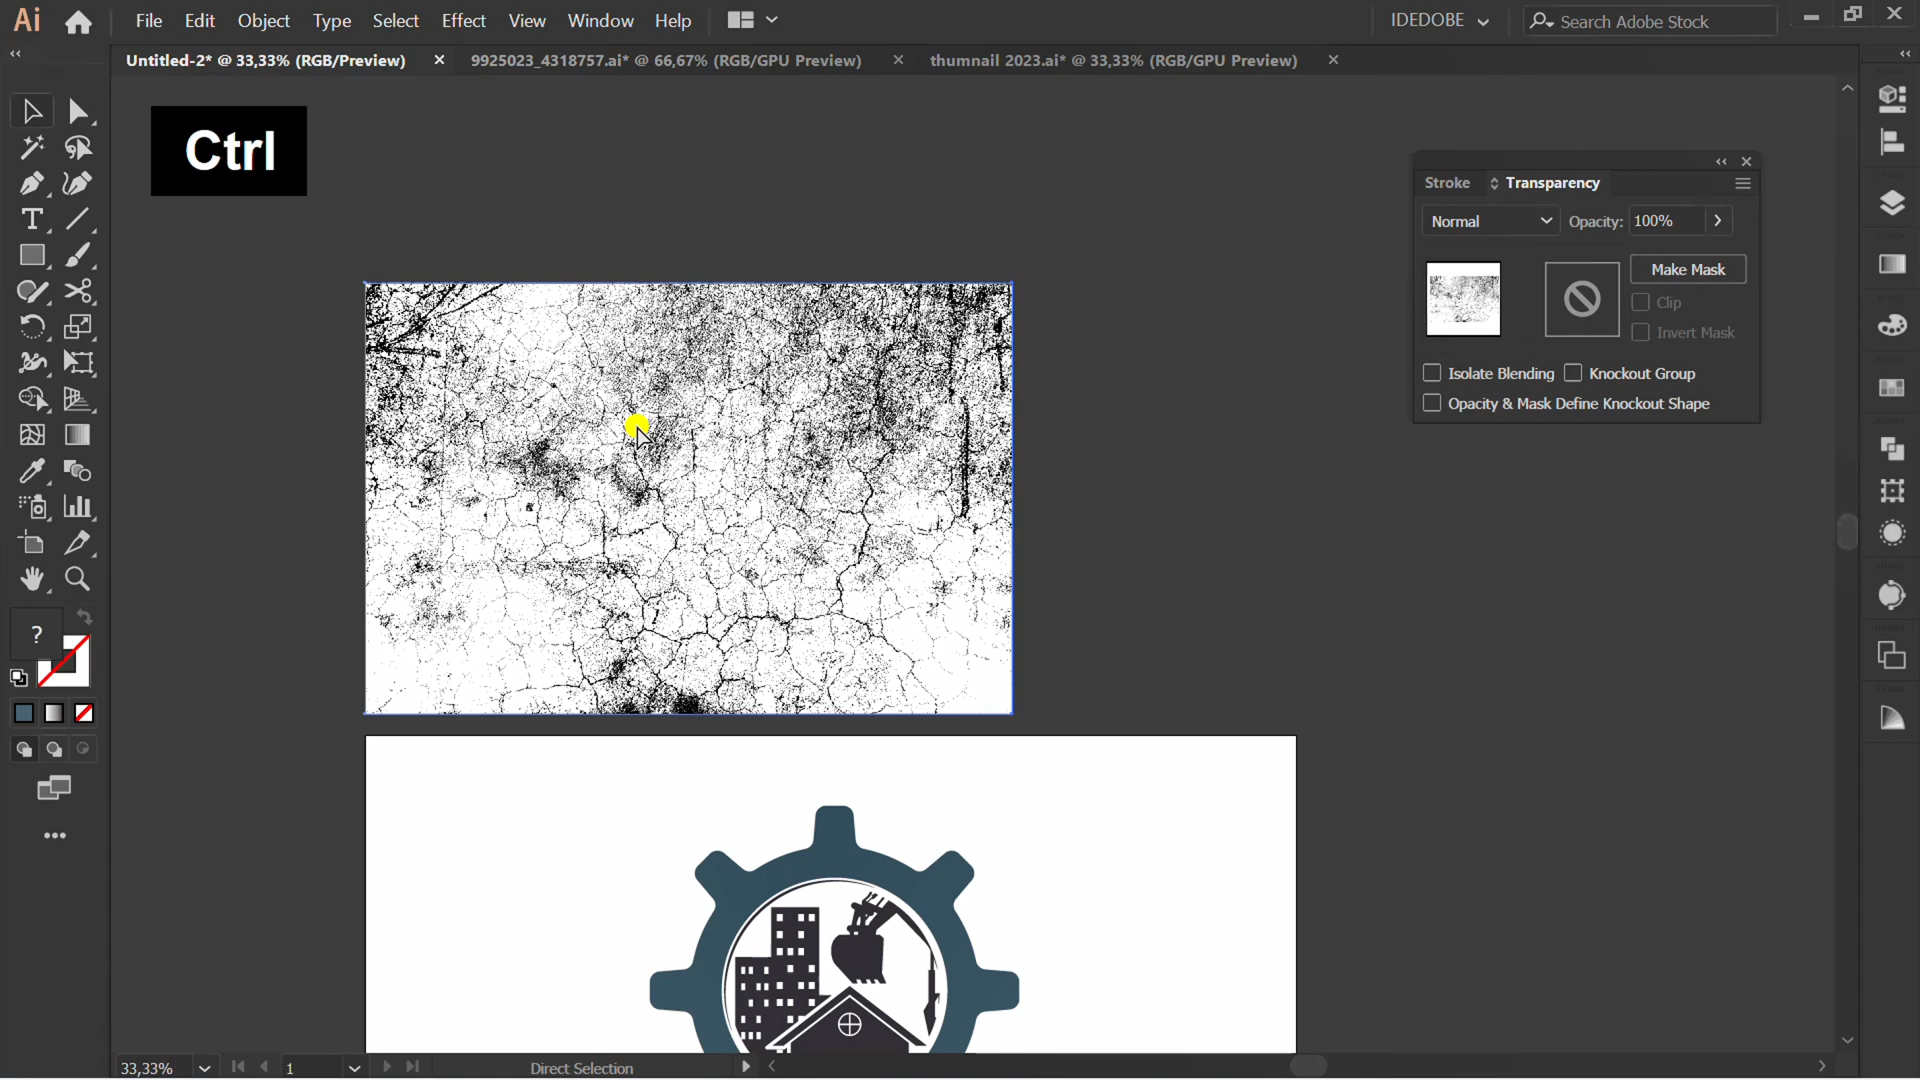 Ai File Edit Object Type Select Effect View Window Help IDEDOBE Search Adobe Stock
Untitled-2* @ 33,33% (RGB/Preview) 9925023_4318757.ai* @ 66,67% (RGB/GPU Preview) thumnail 2023.ai* @ 33,33% (RGB/GPU Preview)
Ctrl
Stroke Transparency
Normal Opacity: 100%
Make Mask
Clip
Invert Mask
Isolate Blending Knockout Group
Opacity & Mask Define Knockout Shape
?
33,33% 1 Direct Selection